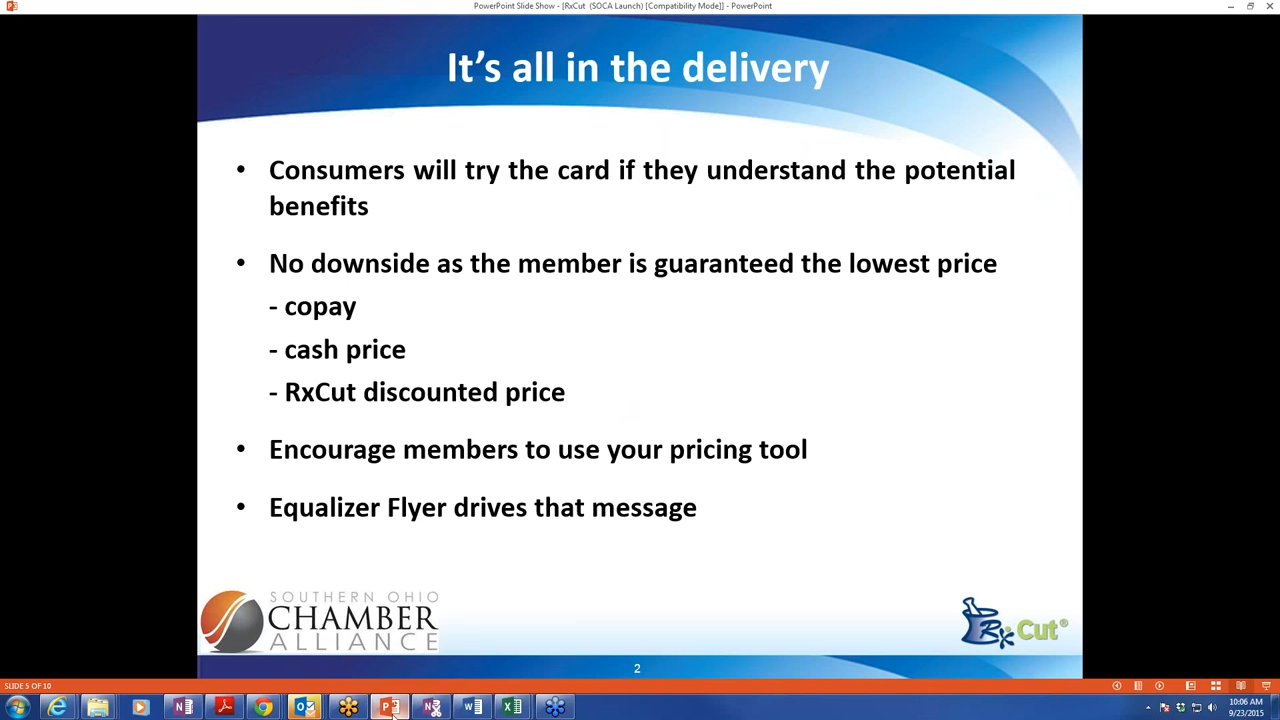 PowerPoint Slide Show - [RxCut (SOCA Launch) [Compatibility Mode]] - PowerPoint
It's all in the delivery
• Consumers will try the card if they understand the potential
benefits
• No downside as the member is guaranteed the lowest price
- copay
- cash price
- RxCut discounted price
• Encourage members to use your pricing tool
• Equalizer Flyer drives that message
SOUTHERN OHIO
CHAMBER
ALLIANCE
Rx Cut®
2
SLIDE 5 OF 10
10:06 AM
9/23/2015